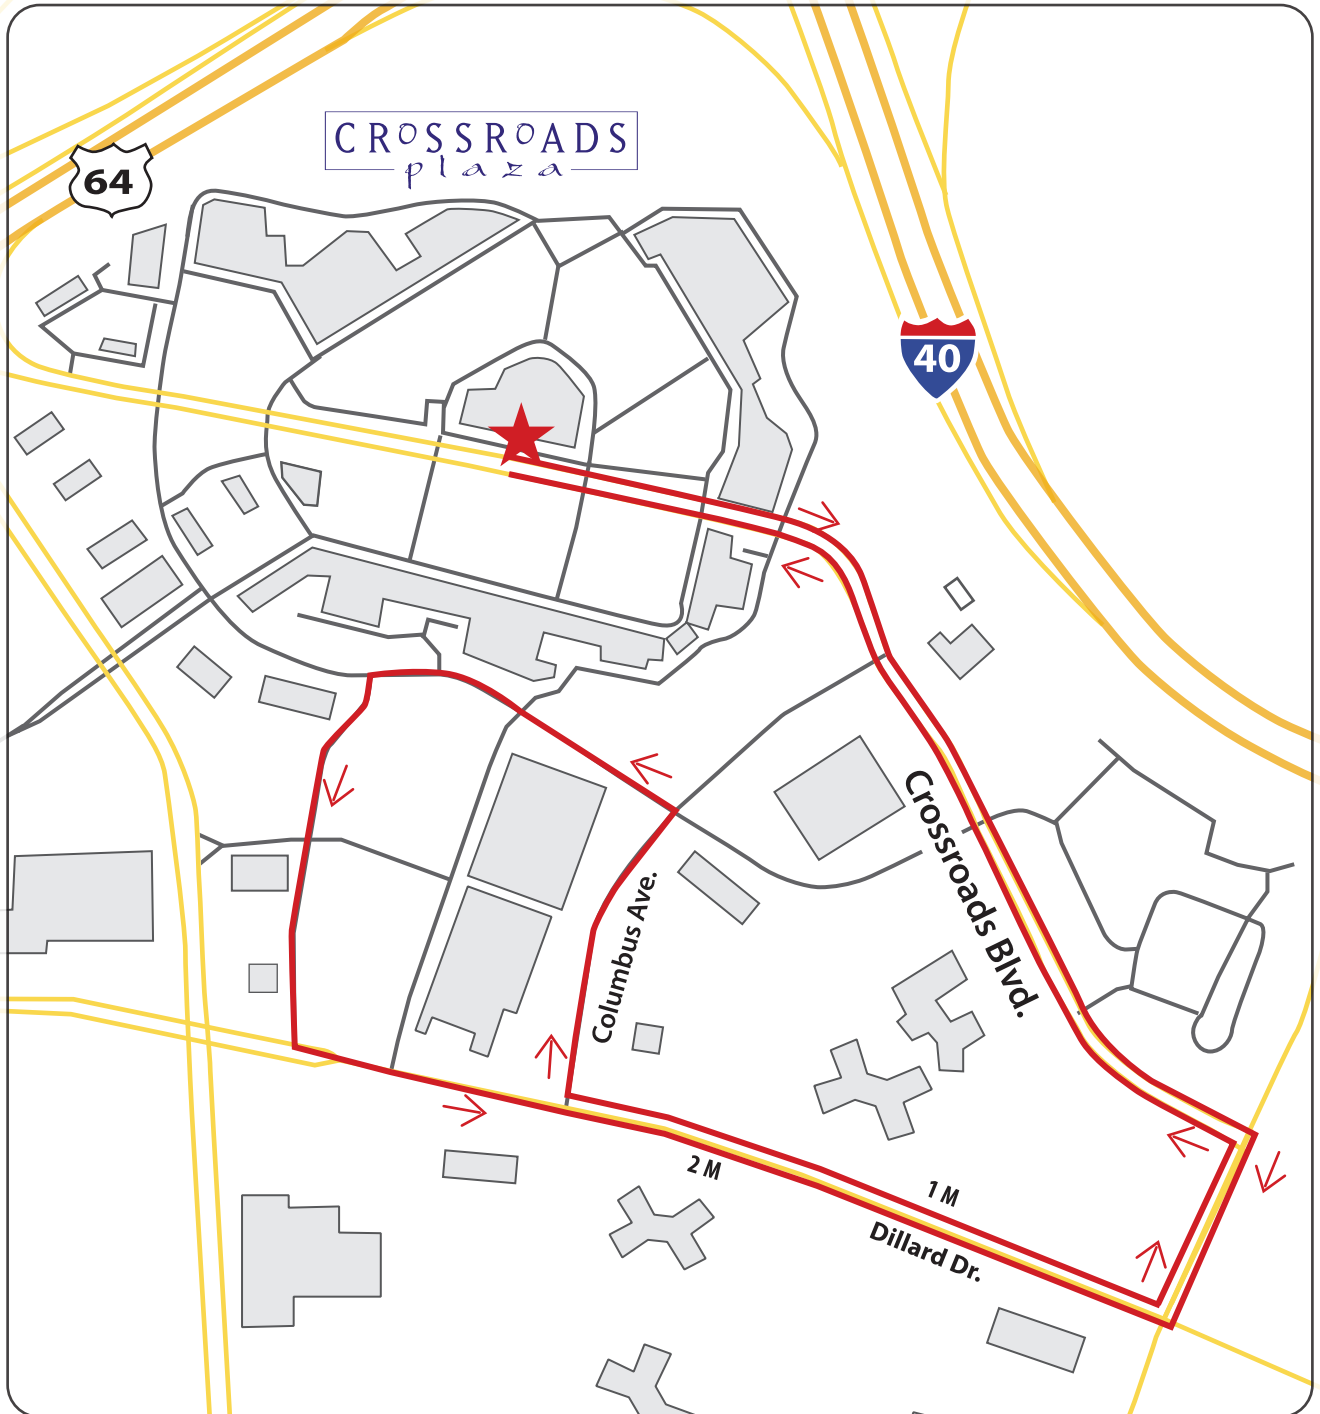 CROSSROADS
plaza
64
40
Crossroads Blvd.
Columbus Ave.
2 M
1 M
Dillard Dr.